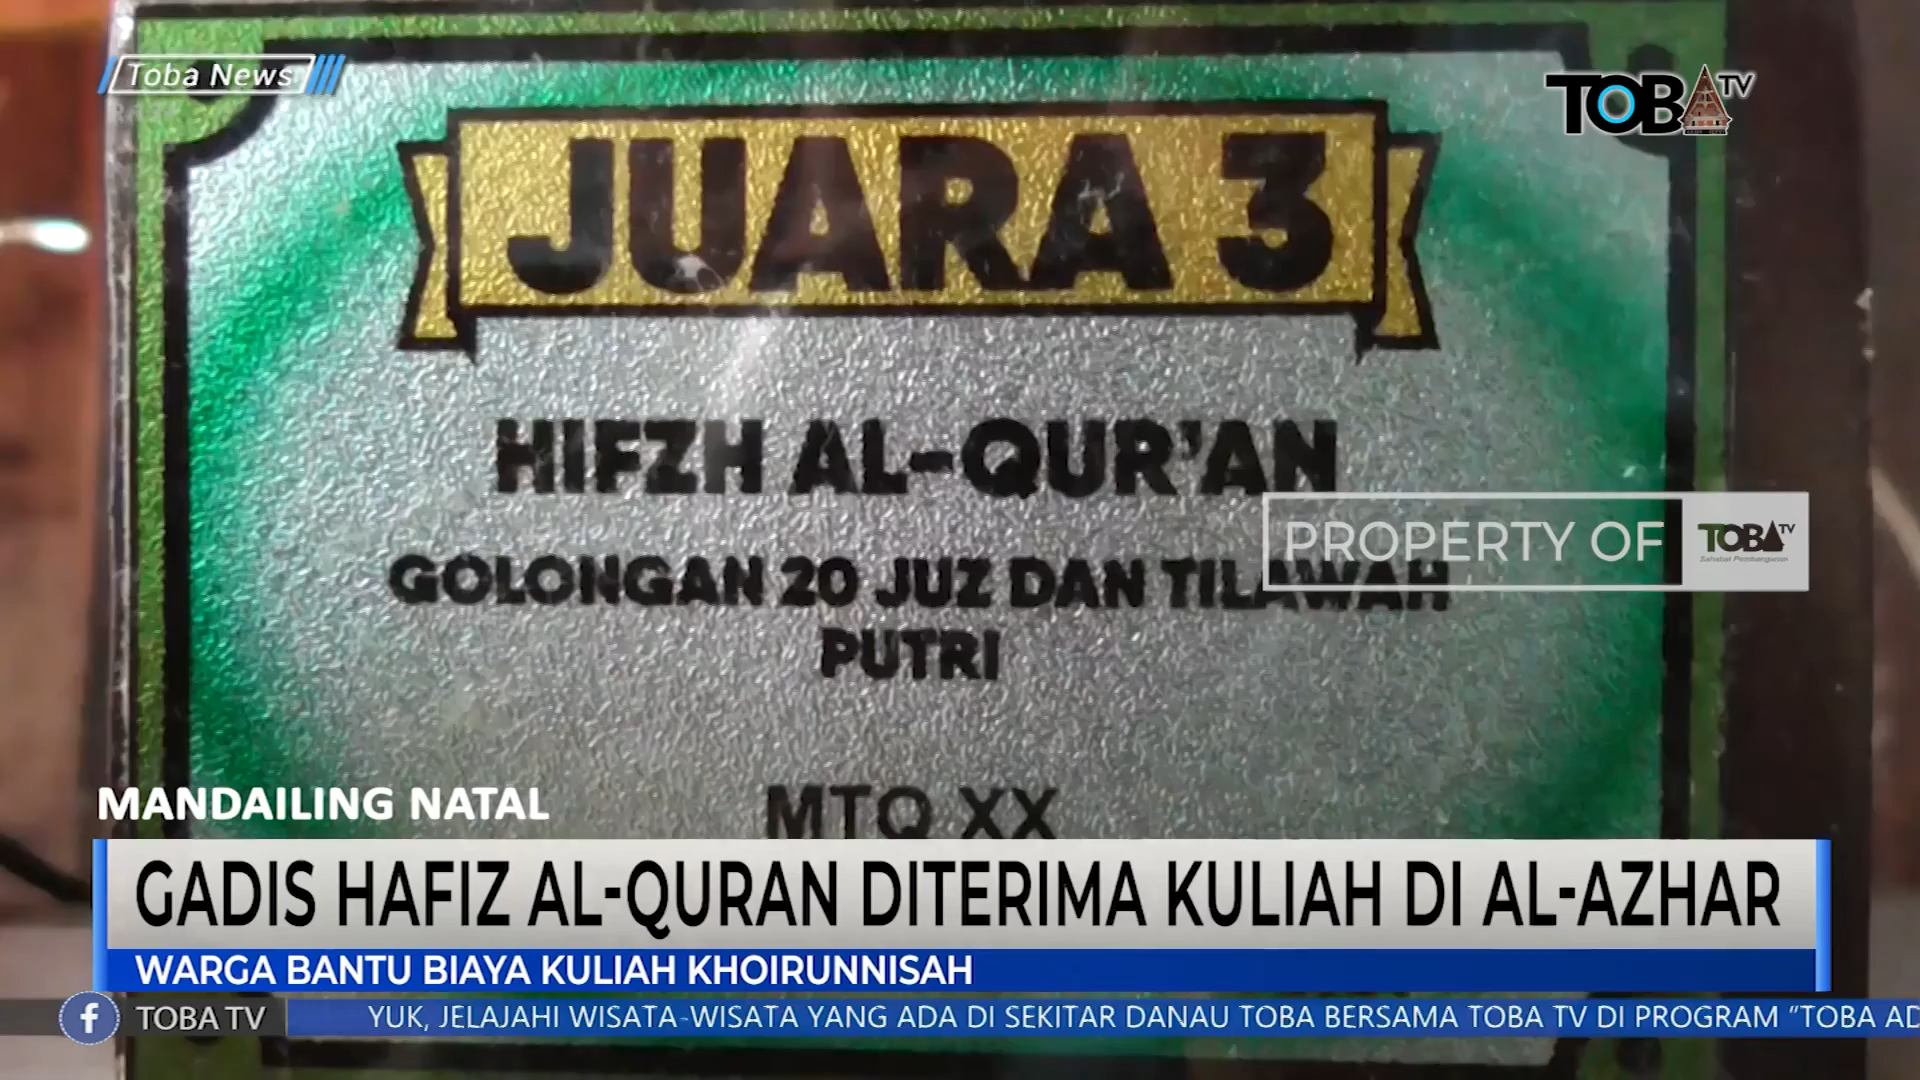 Toba News
TOBA TV
JUARA 3
HIFZH AL-QUR'AN
PROPERTY OF TOBA TV
Sahabat Pembangunan
GOLONGAN 20 JUZ DAN TILAWAH
PUTRI
MTQ XX
MANDAILING NATAL
GADIS HAFIZ AL-QURAN DITERIMA KULIAH DI AL-AZHAR
WARGA BANTU BIAYA KULIAH KHOIRUNNISAH
f TOBA TV YUK, JELAJAHI WISATA-WISATA YANG ADA DI SEKITAR DANAU TOBA BERSAMA TOBA TV DI PROGRAM "TOBA AD